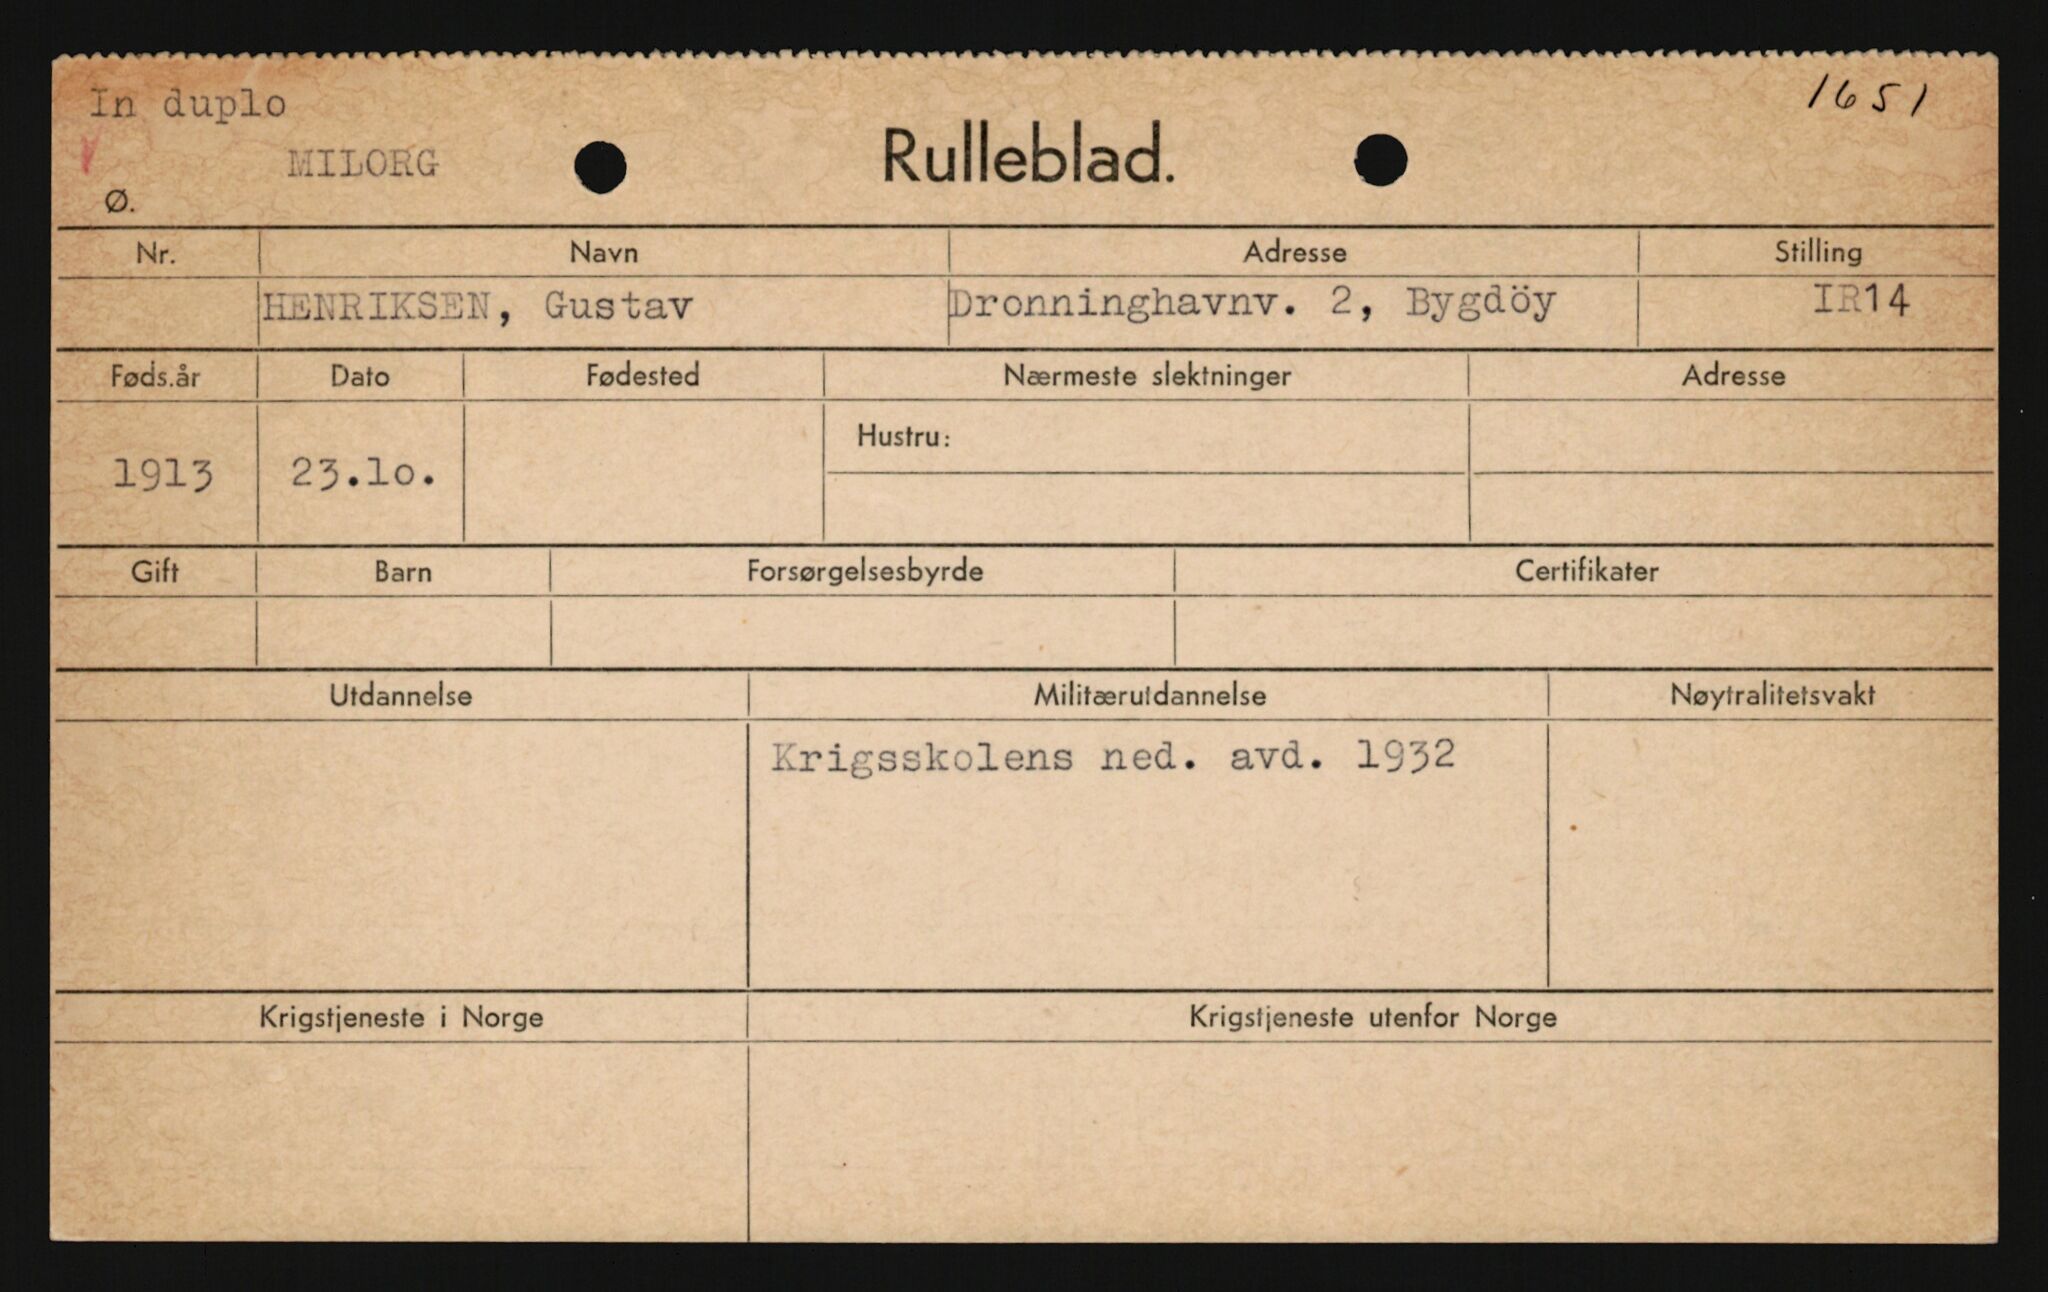 In duplo
1651
MILORG
Rulleblad.
Ø.
Nr. Navn Adresse Stilling
HENRIKSEN, Gustav Dronninghavnv. 2, Bygdöy IR14
Føds.år Dato Fødested Nærmeste slektninger Adresse
Hustru:
1913 23.lo.
Gift Barn Forsørgelsesbyrde Certifikater
Utdannelse Militærutdannelse Nøytralitetsvakt
Krigsskolens ned. avd. 1932
Krigstjeneste i Norge Krigstjeneste utenfor Norge